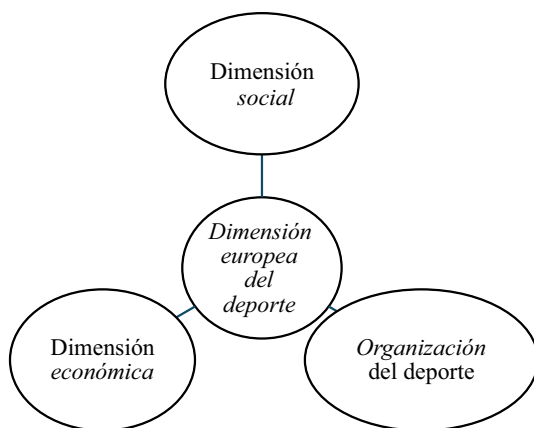 Dimensión
social
Dimensión
europea
del
deporte
Dimensión
económica
Organización
del deporte